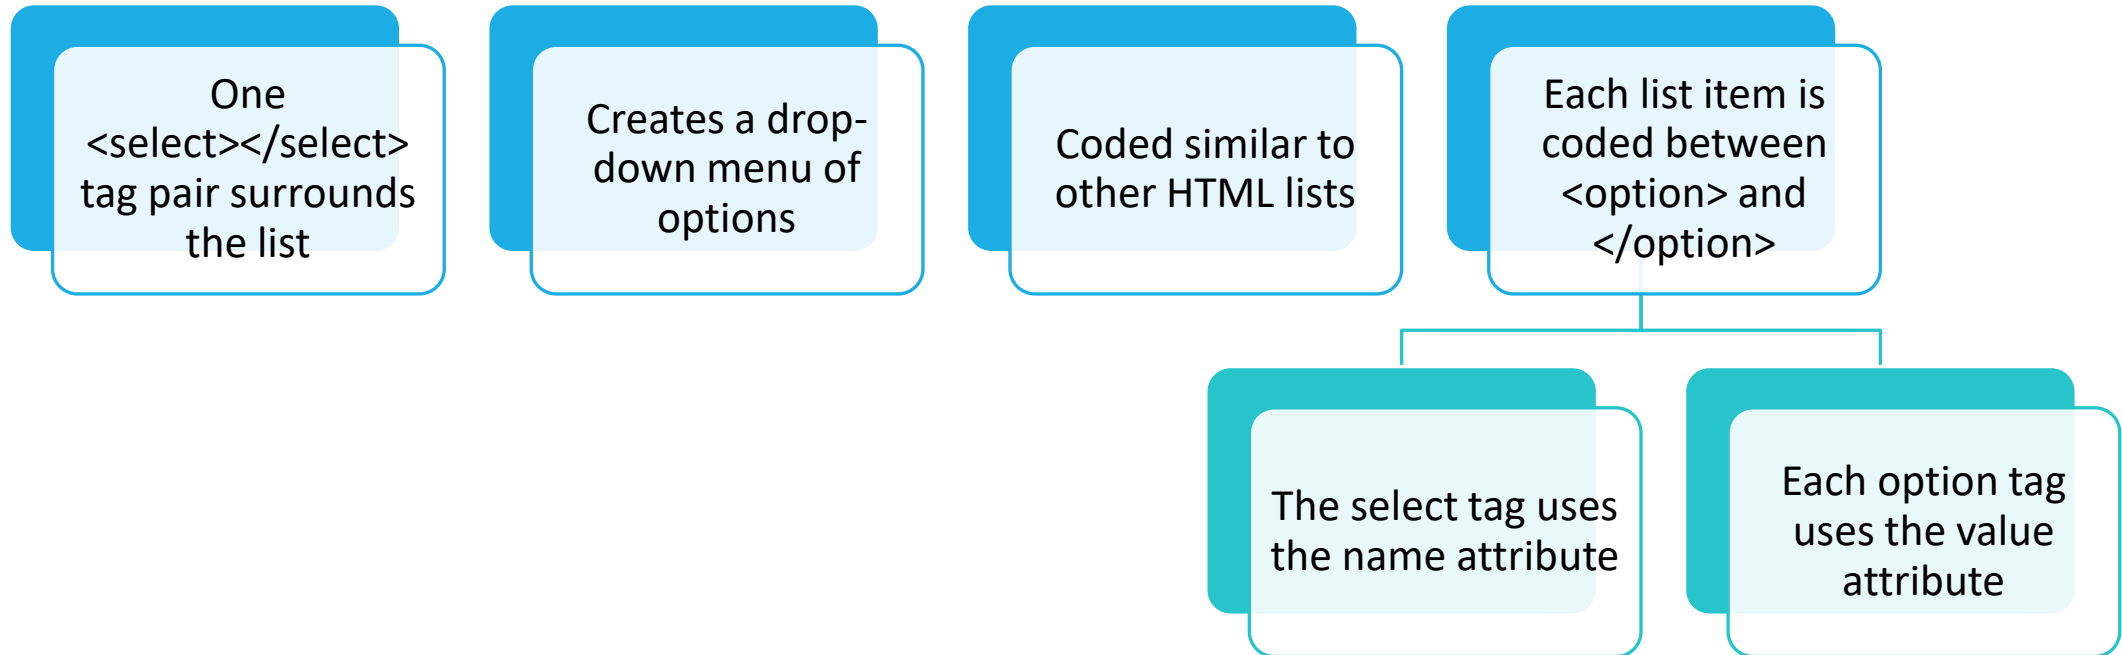 One
<select></select>
tag pair surrounds
the list
Creates a drop-
down menu of
options
Coded similar to
other HTML lists
Each list item is
coded between
<option> and
</option>
The select tag uses
the name attribute
Each option tag
uses the value
attribute